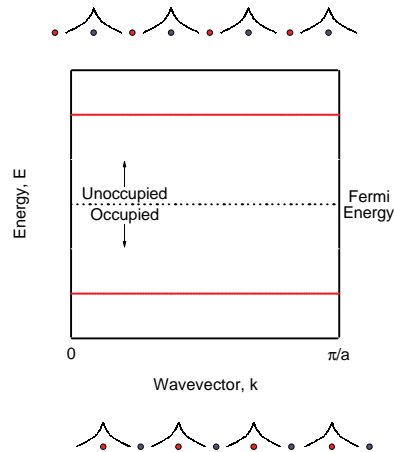 Energy, E
Unoccupied
Occupied
Fermi
Energy
0
π/a
Wavevector, k